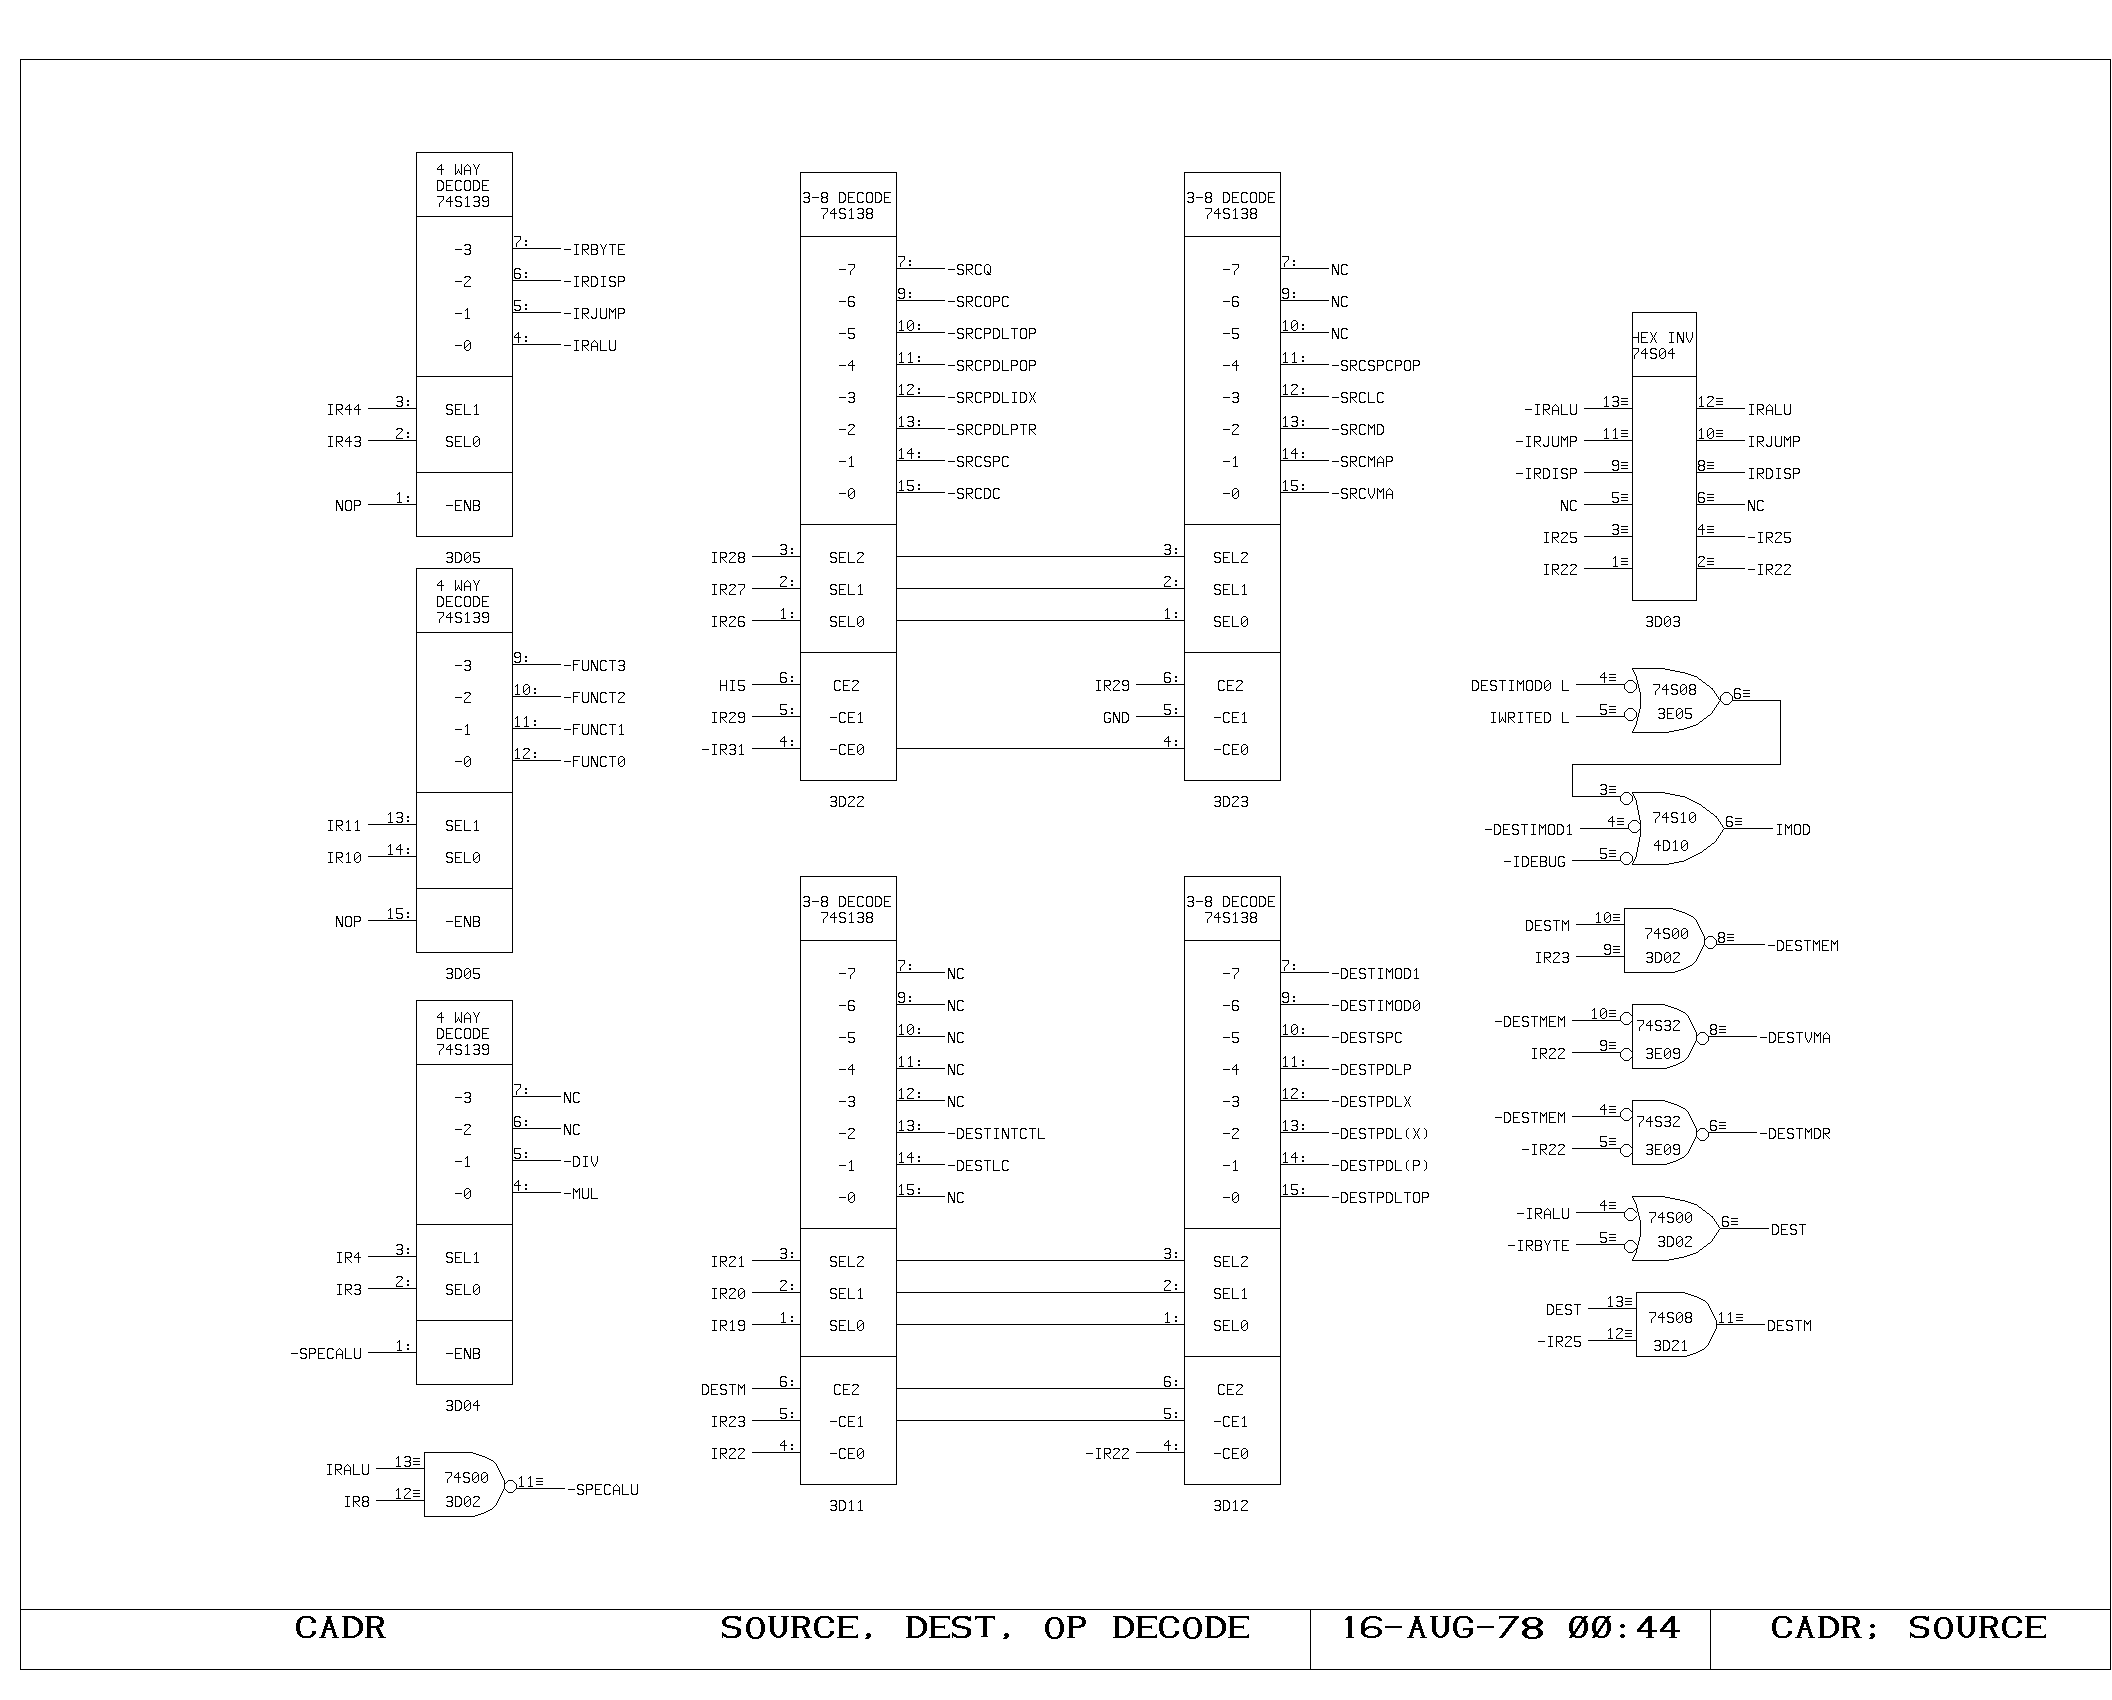 4 WAY
DECODE
74S139
-3 7: -IRBYTE
-2 6: -IRDISP
-1 5: -IRJUMP
-0 4: -IRALU
IR44 3: SEL1
IR43 2: SEL0
NOP 1: -ENB
3D05
4 WAY
DECODE
74S139
-3 9: -FUNCT3
-2 10: -FUNCT2
-1 11: -FUNCT1
-0 12: -FUNCT0
IR11 13: SEL1
IR10 14: SEL0
NOP 15: -ENB
3D05
4 WAY
DECODE
74S139
-3 7: NC
-2 6: NC
-1 5: -DIV
-0 4: -MUL
IR4 3: SEL1
IR3 2: SEL0
-SPECALU 1: -ENB
3D04
IRALU 13≡ 74S00
IR8 12≡ 3D02 11≡ -SPECALU
3-8 DECODE
74S138
-7 7: -SRCQ
-6 9: -SRCOPC
-5 10: -SRCPDLTOP
-4 11: -SRCPDLPOP
-3 12: -SRCPDLIDX
-2 13: -SRCPDLPTR
-1 14: -SRCSPC
-0 15: -SRCDC
IR28 3: SEL2
IR27 2: SEL1
IR26 1: SEL0
HI5 6: CE2
IR29 5: -CE1
-IR31 4: -CE0
3D22
3-8 DECODE
74S138
-7 7: NC
-6 9: NC
-5 10: NC
-4 11: -SRCSPCPOP
-3 12: -SRCLC
-2 13: -SRCMD
-1 14: -SRCMAP
-0 15: -SRCVMA
3: SEL2
2: SEL1
1: SEL0
IR29 6: CE2
GND 5: -CE1
4: -CE0
3D23
3-8 DECODE
74S138
-7 7: NC
-6 9: NC
-5 10: NC
-4 11: NC
-3 12: NC
-2 13: -DESTINTCTL
-1 14: -DESTLC
-0 15: NC
IR21 3: SEL2
IR20 2: SEL1
IR19 1: SEL0
DESTM 6: CE2
IR23 5: -CE1
IR22 4: -CE0
3D11
3-8 DECODE
74S138
-7 7: -DESTIMOD1
-6 9: -DESTIMOD0
-5 10: -DESTSPC
-4 11: -DESTPDLP
-3 12: -DESTPDLX
-2 13: -DESTPDL(X)
-1 14: -DESTPDL(P)
-0 15: -DESTPDLTOP
3: SEL2
2: SEL1
1: SEL0
6: CE2
5: -CE1
-IR22 4: -CE0
3D12
HEX INV
74S04
-IRALU 13≡ 12≡ IRALU
-IRJUMP 11≡ 10≡ IRJUMP
-IRDISP 9≡ 8≡ IRDISP
NC 5≡ 6≡ NC
IR25 3≡ 4≡ -IR25
IR22 1≡ 2≡ -IR22
3D03
DESTIMOD0 L 4≡ 74S08 6≡
IWRITED L 5≡ 3E05
3≡ 74S10
-DESTIMOD1 4≡ 6≡ IMOD
-IDEBUG 5≡ 4D10
DESTM 10≡ 74S00 8≡ -DESTMEM
IR23 9≡ 3D02
-DESTMEM 10≡ 74S32 8≡ -DESTVMA
IR22 9≡ 3E09
-DESTMEM 4≡ 74S32 6≡ -DESTMDR
-IR22 5≡ 3E09
-IRALU 4≡ 74S00 6≡ DEST
-IRBYTE 5≡ 3D02
DEST 13≡ 74S08 11≡ DESTM
-IR25 12≡ 3D21
CADR SOURCE, DEST, OP DECODE 16-AUG-78 00:44 CADR; SOURCE